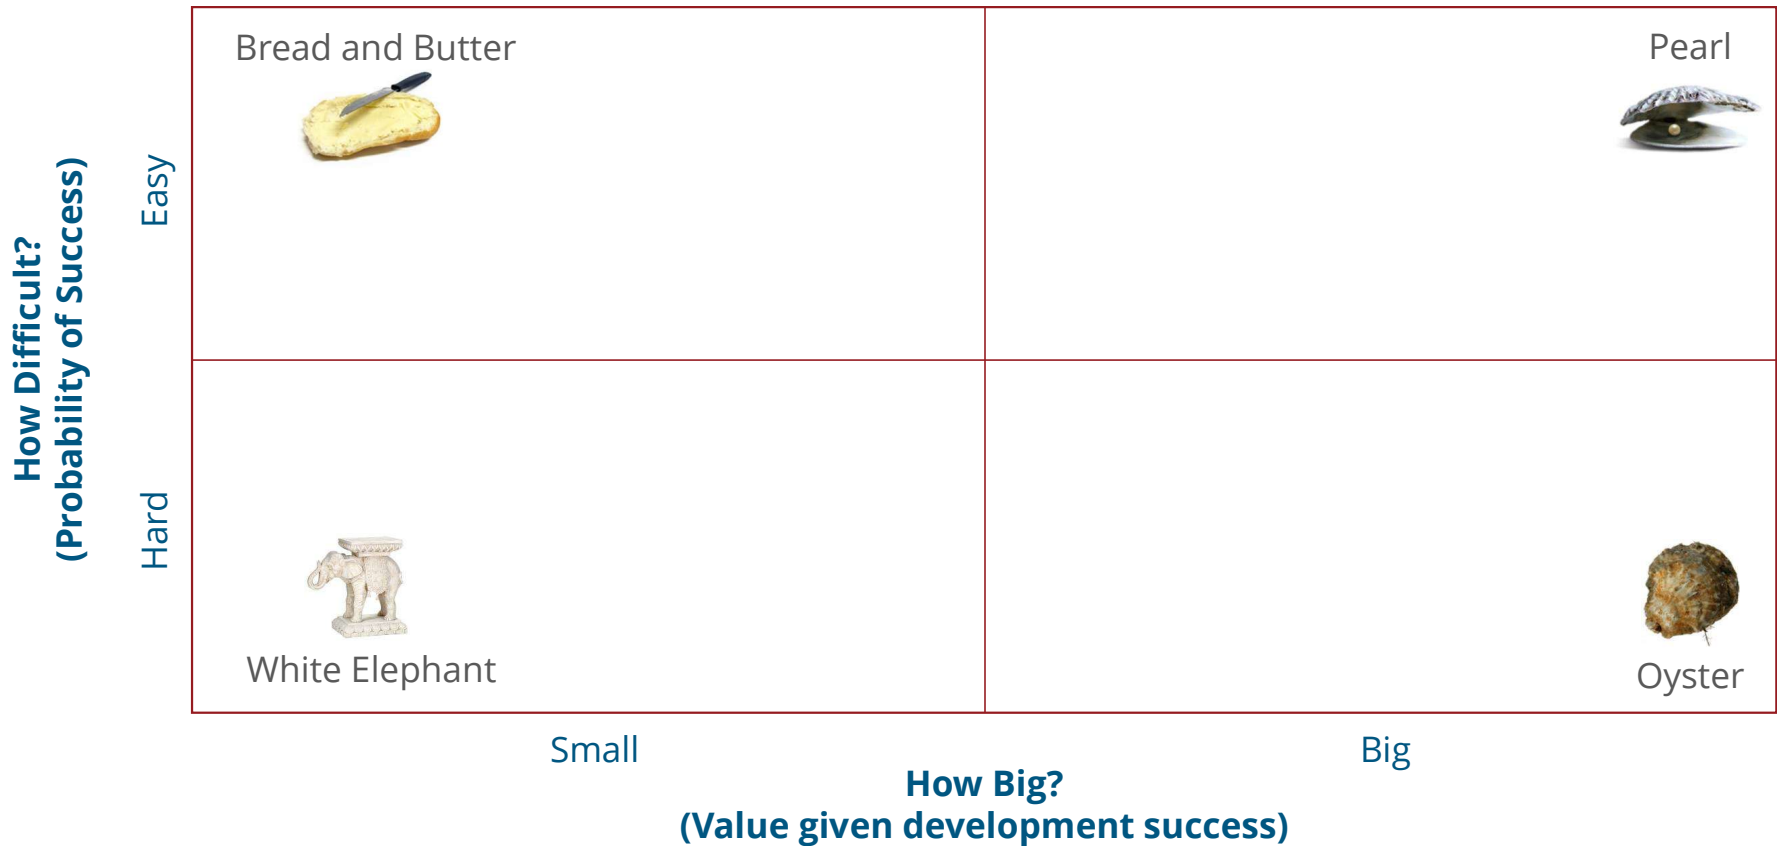 Bread and Butter
Pearl
How Difficult?
(Probability of Success)
Easy
Hard
White Elephant
Oyster
Small
Big
How Big?
(Value given development success)